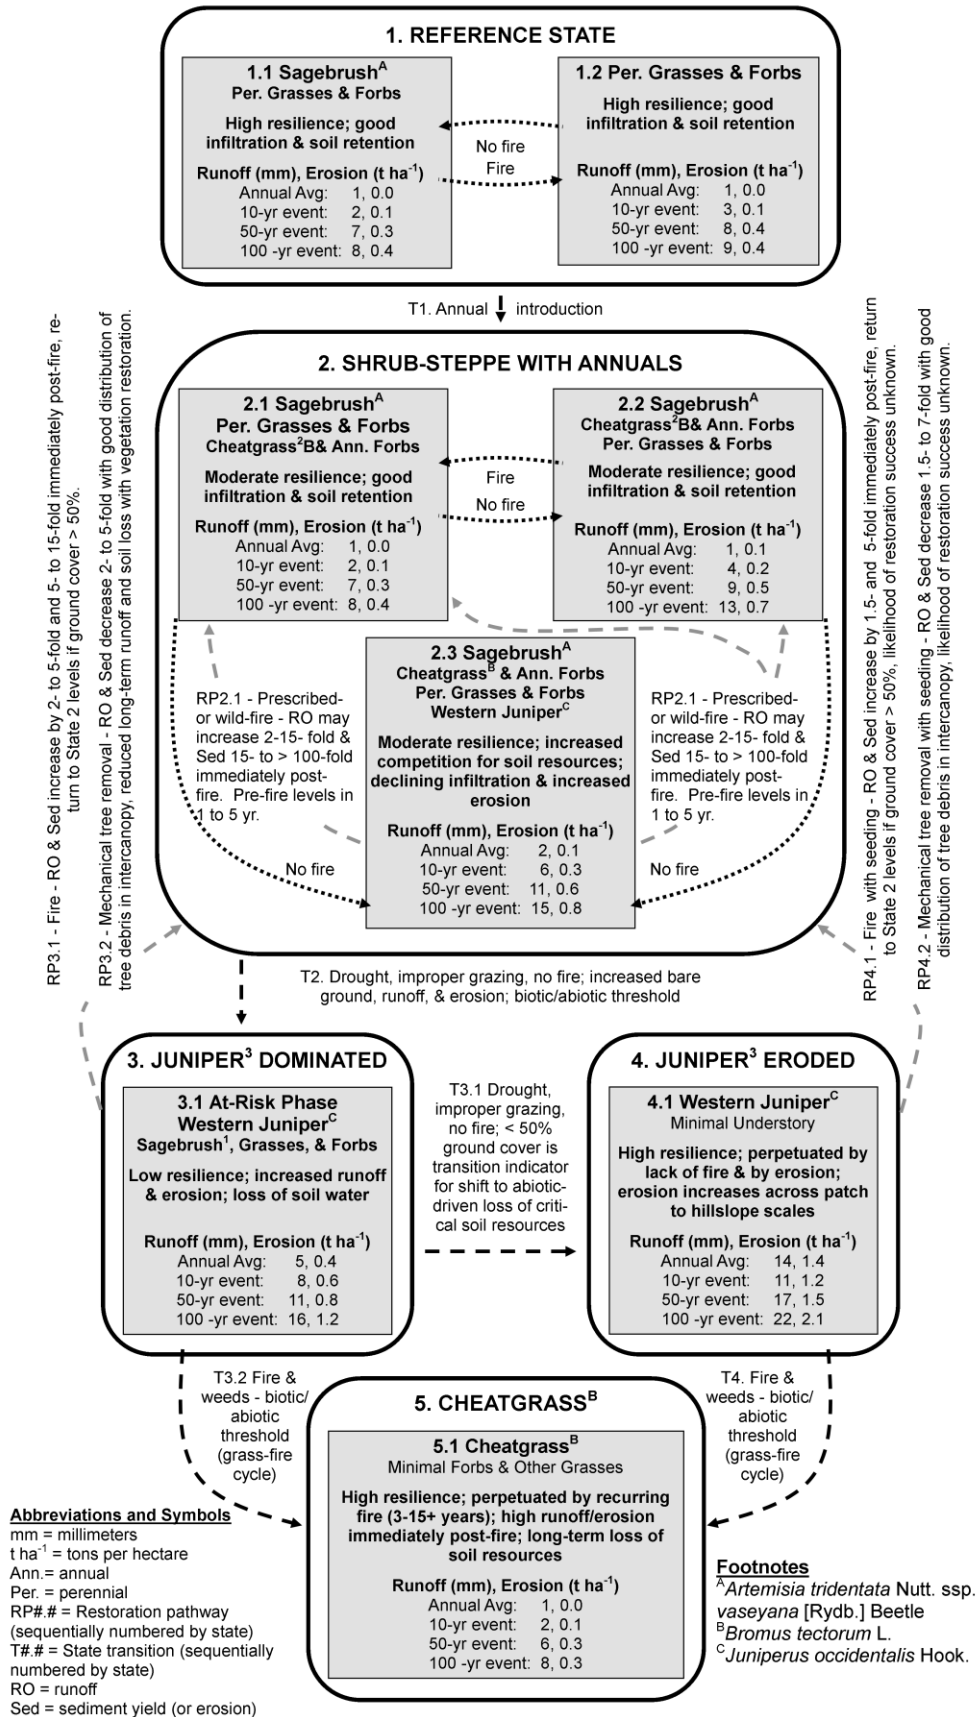 1. REFERENCE STATE
1.1 Sagebrush^A
Per. Grasses & Forbs
High resilience; good
infiltration & soil retention
Runoff (mm), Erosion (t ha⁻¹)
Annual Avg: 1, 0.0
10-yr event: 2, 0.1
50-yr event: 7, 0.3
100 -yr event: 8, 0.4
No fire
Fire
1.2 Per. Grasses & Forbs
High resilience; good
infiltration & soil retention
Runoff (mm), Erosion (t ha⁻¹)
Annual Avg: 1, 0.0
10-yr event: 3, 0.1
50-yr event: 8, 0.4
100 -yr event: 9, 0.4
T1. Annual introduction
2. SHRUB-STEPPE WITH ANNUALS
2.1 Sagebrush^A
Per. Grasses & Forbs
Cheatgrass²B& Ann. Forbs
Moderate resilience; good
infiltration & soil retention
Runoff (mm), Erosion (t ha⁻¹)
Annual Avg: 1, 0.0
10-yr event: 2, 0.1
50-yr event: 7, 0.3
100 -yr event: 8, 0.4
Fire
No fire
2.2 Sagebrush^A
Cheatgrass²B& Ann. Forbs
Per. Grasses & Forbs
Moderate resilience; good
infiltration & soil retention
Runoff (mm), Erosion (t ha⁻¹)
Annual Avg: 1, 0.1
10-yr event: 4, 0.2
50-yr event: 9, 0.5
100 -yr event: 13, 0.7
RP2.1 - Prescribed-
or wild-fire - RO may
increase 2-15- fold &
Sed 15- to > 100-fold
immediately post-
fire. Pre-fire levels in
1 to 5 yr.
No fire
2.3 Sagebrush^A
Cheatgrass^B & Ann. Forbs
Per. Grasses & Forbs
Western Juniper^C
Moderate resilience; increased
competition for soil resources;
declining infiltration & increased
erosion
Runoff (mm), Erosion (t ha⁻¹)
Annual Avg: 2, 0.1
10-yr event: 6, 0.3
50-yr event: 11, 0.6
100 -yr event: 15, 0.8
RP2.1 - Prescribed-
or wild-fire - RO may
increase 2-15- fold &
Sed 15- to > 100-fold
immediately post-
fire. Pre-fire levels in
1 to 5 yr.
No fire
RP3.1 - Fire - RO & Sed increase by 2- to 5-fold and 5- to 15-fold immediately post-fire, re-
turn to State 2 levels if ground cover > 50%.
RP3.2 - Mechanical tree removal - RO & Sed decrease 2- to 5-fold with good distribution of
tree debris in intercanopy, reduced long-term runoff and soil loss with vegetation restoration.
RP4.1 - Fire with seeding - RO & Sed increase by 1.5- and 5-fold immediately post-fire, return
to State 2 levels if ground cover > 50%, likelihood of restoration success unknown.
RP4.2 - Mechanical tree removal with seeding - RO & Sed decrease 1.5- to 7-fold with good
distribution of tree debris in intercanopy, likelihood of restoration success unknown.
T2. Drought, improper grazing, no fire; increased bare
ground, runoff, & erosion; biotic/abiotic threshold
3. JUNIPER³ DOMINATED
3.1 At-Risk Phase
Western Juniper^C
Sagebrush¹, Grasses, & Forbs
Low resilience; increased runoff
& erosion; loss of soil water
Runoff (mm), Erosion (t ha⁻¹)
Annual Avg: 5, 0.4
10-yr event: 8, 0.6
50-yr event: 11, 0.8
100 -yr event: 16, 1.2
T3.1 Drought,
improper grazing,
no fire; < 50%
ground cover is
transition indicator
for shift to abiotic-
driven loss of criti-
cal soil resources
4. JUNIPER³ ERODED
4.1 Western Juniper^C
Minimal Understory
High resilience; perpetuated by
lack of fire & by erosion;
erosion increases across patch
to hillslope scales
Runoff (mm), Erosion (t ha⁻¹)
Annual Avg: 14, 1.4
10-yr event: 11, 1.2
50-yr event: 17, 1.5
100 -yr event: 22, 2.1
T3.2 Fire &
weeds - biotic/
abiotic
threshold
(grass-fire
cycle)
T4. Fire &
weeds - biotic/
abiotic
threshold
(grass-fire
cycle)
5. CHEATGRASS^B
5.1 Cheatgrass^B
Minimal Forbs & Other Grasses
High resilience; perpetuated by recurring
fire (3-15+ years); high runoff/erosion
immediately post-fire; long-term loss of
soil resources
Runoff (mm), Erosion (t ha⁻¹)
Annual Avg: 1, 0.0
10-yr event: 2, 0.1
50-yr event: 6, 0.3
100 -yr event: 8, 0.3
Abbreviations and Symbols
mm = millimeters
t ha⁻¹ = tons per hectare
Ann.= annual
Per. = perennial
RP#.# = Restoration pathway
(sequentially numbered by state)
T#.# = State transition (sequentially
numbered by state)
RO = runoff
Sed = sediment yield (or erosion)
Footnotes
^A Artemisia tridentata Nutt. ssp.
vaseyana [Rydb.] Beetle
^B Bromus tectorum L.
^C Juniperus occidentalis Hook.